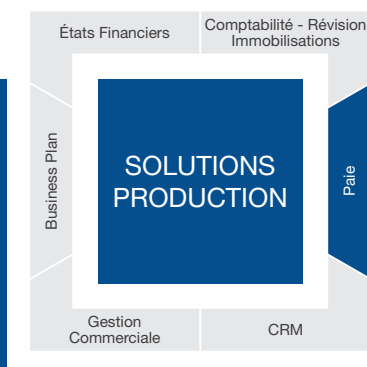 États Financiers
Comptabilité - Révision
Immobilisations
Business Plan
SOLUTIONS
PRODUCTION
Paie
Gestion
Commerciale
CRM